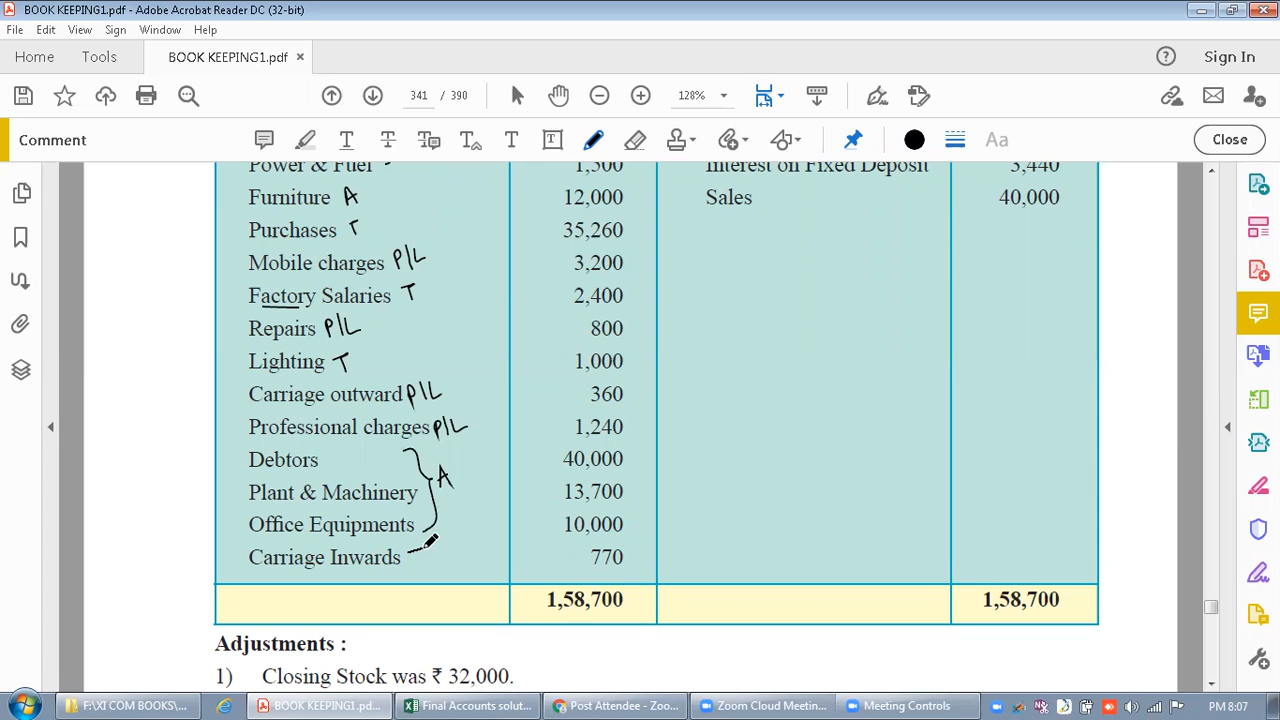 BOOK KEEPING1.pdf - Adobe Acrobat Reader DC (32-bit)
File Edit View Sign Window Help
Home Tools BOOK KEEPING1.pdf × Sign In
341 / 390 128%
Comment Aa Close
Power & Fuel 1,500 Interest on Fixed Deposit 3,440
Furniture A 12,000 Sales 40,000
Purchases T 35,260
Mobile charges P/L 3,200
Factory Salaries T 2,400
Repairs P/L 800
Lighting T 1,000
Carriage outward P/L 360
Professional charges P/L 1,240
Debtors 40,000
A
Plant & Machinery 13,700
Office Equipments 10,000
Carriage Inwards 770
1,58,700 1,58,700
Adjustments :
1) Closing Stock was ₹ 32,000.
F:\XI COM BOOKS\... BOOK KEEPING1.pd... Final Accounts solut... Post Attendee - Zoo... Zoom Cloud Meetin... Meeting Controls PM 8:07